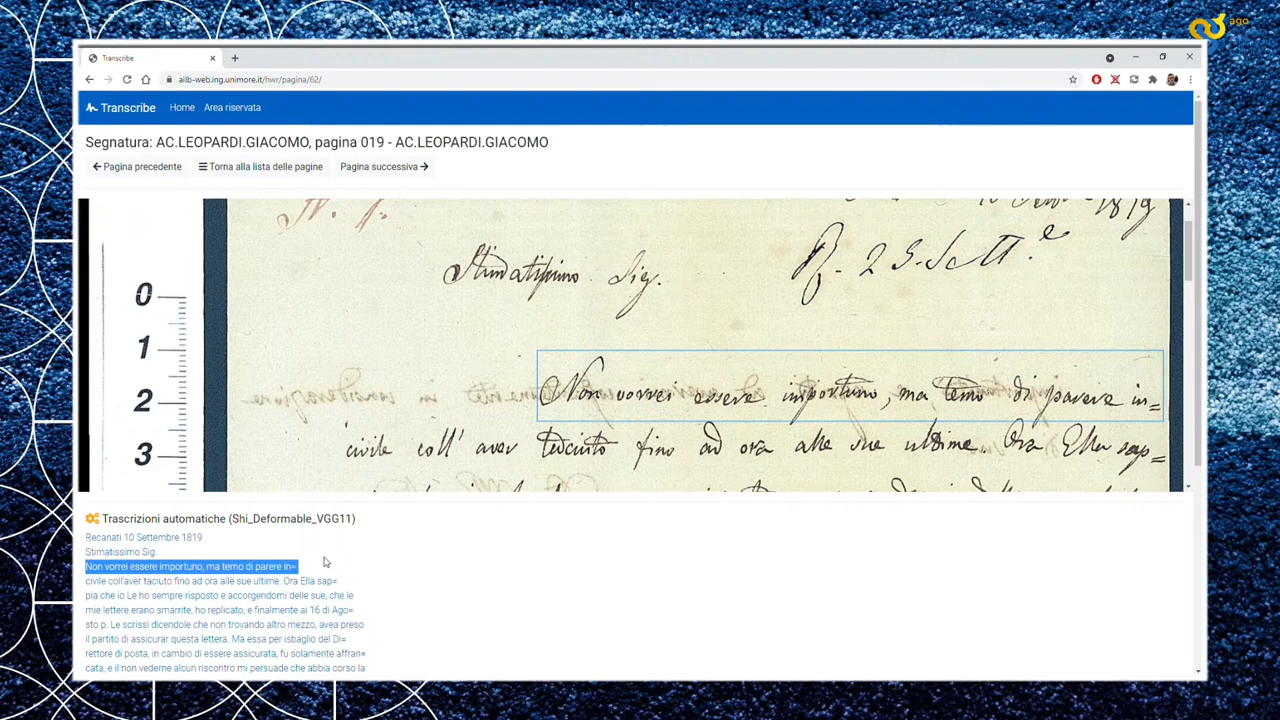 ago
Transcribe
ailb-web.ing.unimore.it/hwr/pagina/62/
Transcribe Home Area riservata
Segnatura: AC.LEOPARDI.GIACOMO, pagina 019 - AC.LEOPARDI.GIACOMO
Pagina precedente Torna alla lista delle pagine Pagina successiva
1819
Stimatissimo Sig.
R. 25. Sett.e
0
1
2
3
Non vorrei essere importuno, ma temo di parere in=
civile coll' aver taciuto fino ad ora alle sue ultime. Ora Ella sap=
Trascrizioni automatiche (Shi_Deformable_VGG11)
Recanati 10 Settembre 1819
Stimatissimo Sig.
Non vorrei essere importuno, ma temo di parere in=
civile coll'aver taciuto fino ad ora alle sue ultime. Ora Ella sap=
pia che io Le ho sempre risposto e accorgendomi delle sue, che le
mie lettere erano smarrite, ho replicato, e finalmente ai 16 di Ago=
sto p. Le scrissi dicendole che non trovando altro mezzo, avea preso
il partito di assicurar questa lettera. Ma essa per isbaglio del Di=
rettore di posta, in cambio di essere assicurata, fu solamente affran=
cata, e il non vederne alcun riscontro mi persuade che abbia corso la